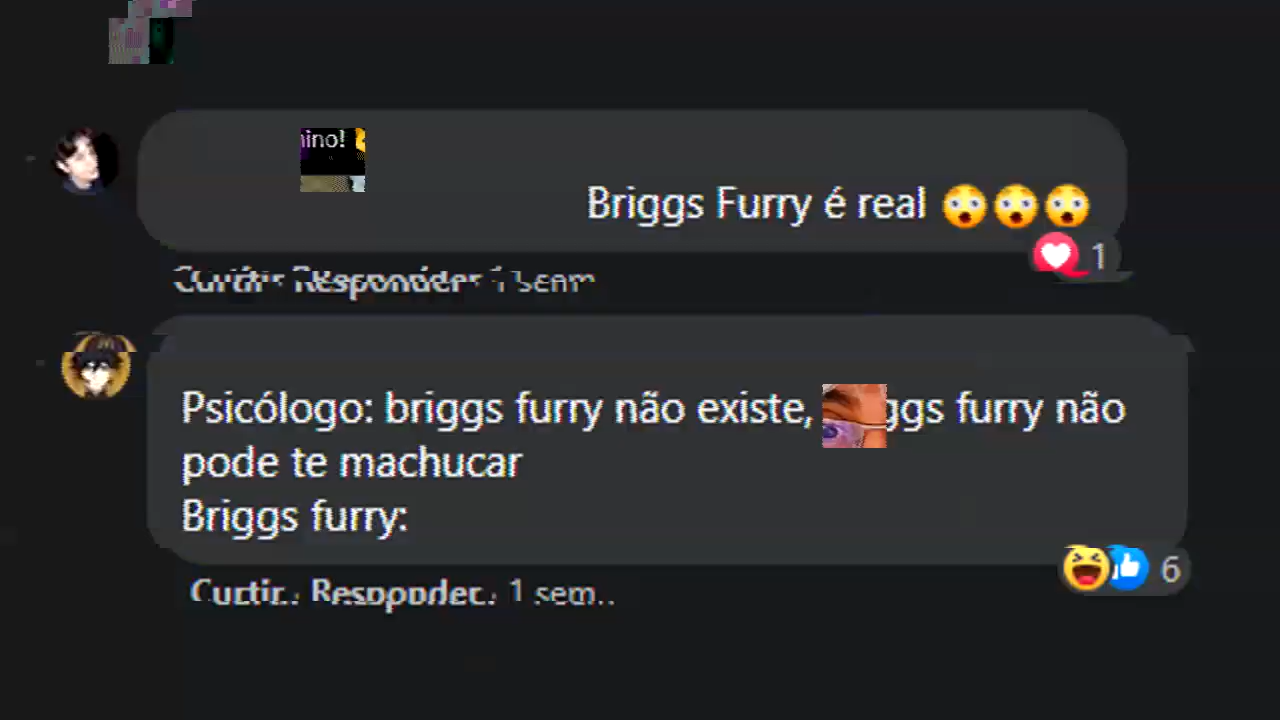 ino!
Briggs Furry é real 😳😳😳
1
Curtir Responder 1 sem
Psicólogo: briggs furry não existe, ggs furry não
pode te machucar
Briggs furry:
6
Curtir.. Responder.. 1 sem..